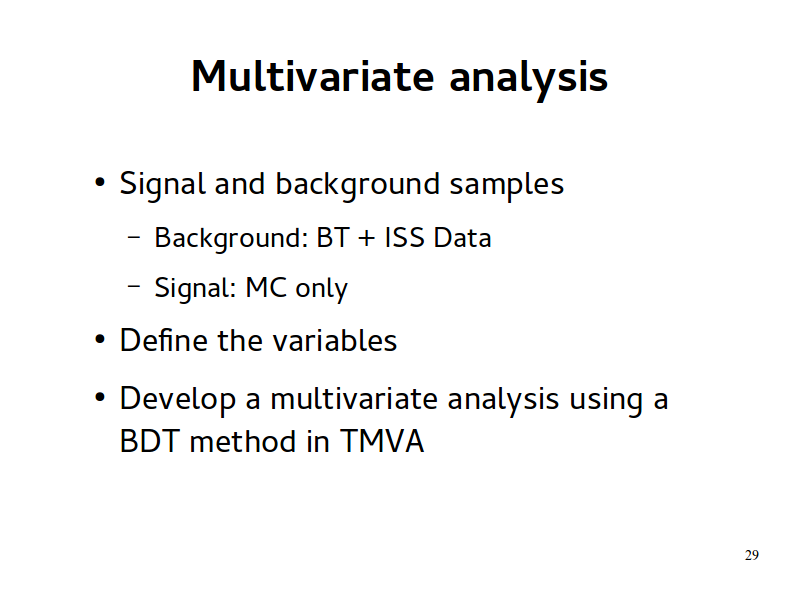 Multivariate analysis
• Signal and background samples
– Background: BT + ISS Data
– Signal: MC only
• Define the variables
• Develop a multivariate analysis using a
BDT method in TMVA
29